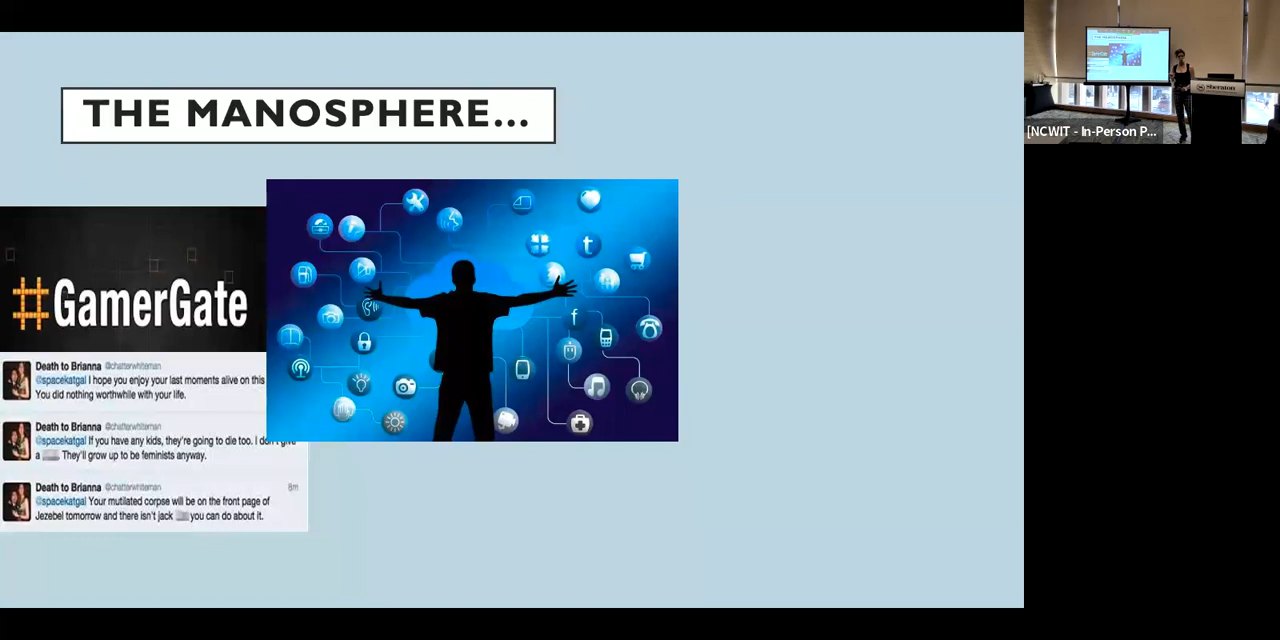 THE MANOSPHERE...
#GamerGate
Death to Brianna @chatterwhiteman
@spacekatgal I hope you enjoy your last moments alive on this
You did nothing worthwhile with your life.
Death to Brianna @chatterwhiteman
@spacekatgal If you have any kids, they're going to die too. I don't give
a They'll grow up to be feminists anyway.
Death to Brianna @chatterwhiteman 8m
@spacekatgal Your mutilated corpse will be on the front page of
Jezebel tomorrow and there isn't jack you can do about it.
t
f
[NCWIT - In-Person P...
Sheraton